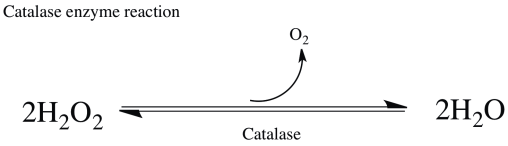 Catalase enzyme reaction
O₂
2H₂O₂
2H₂O
Catalase